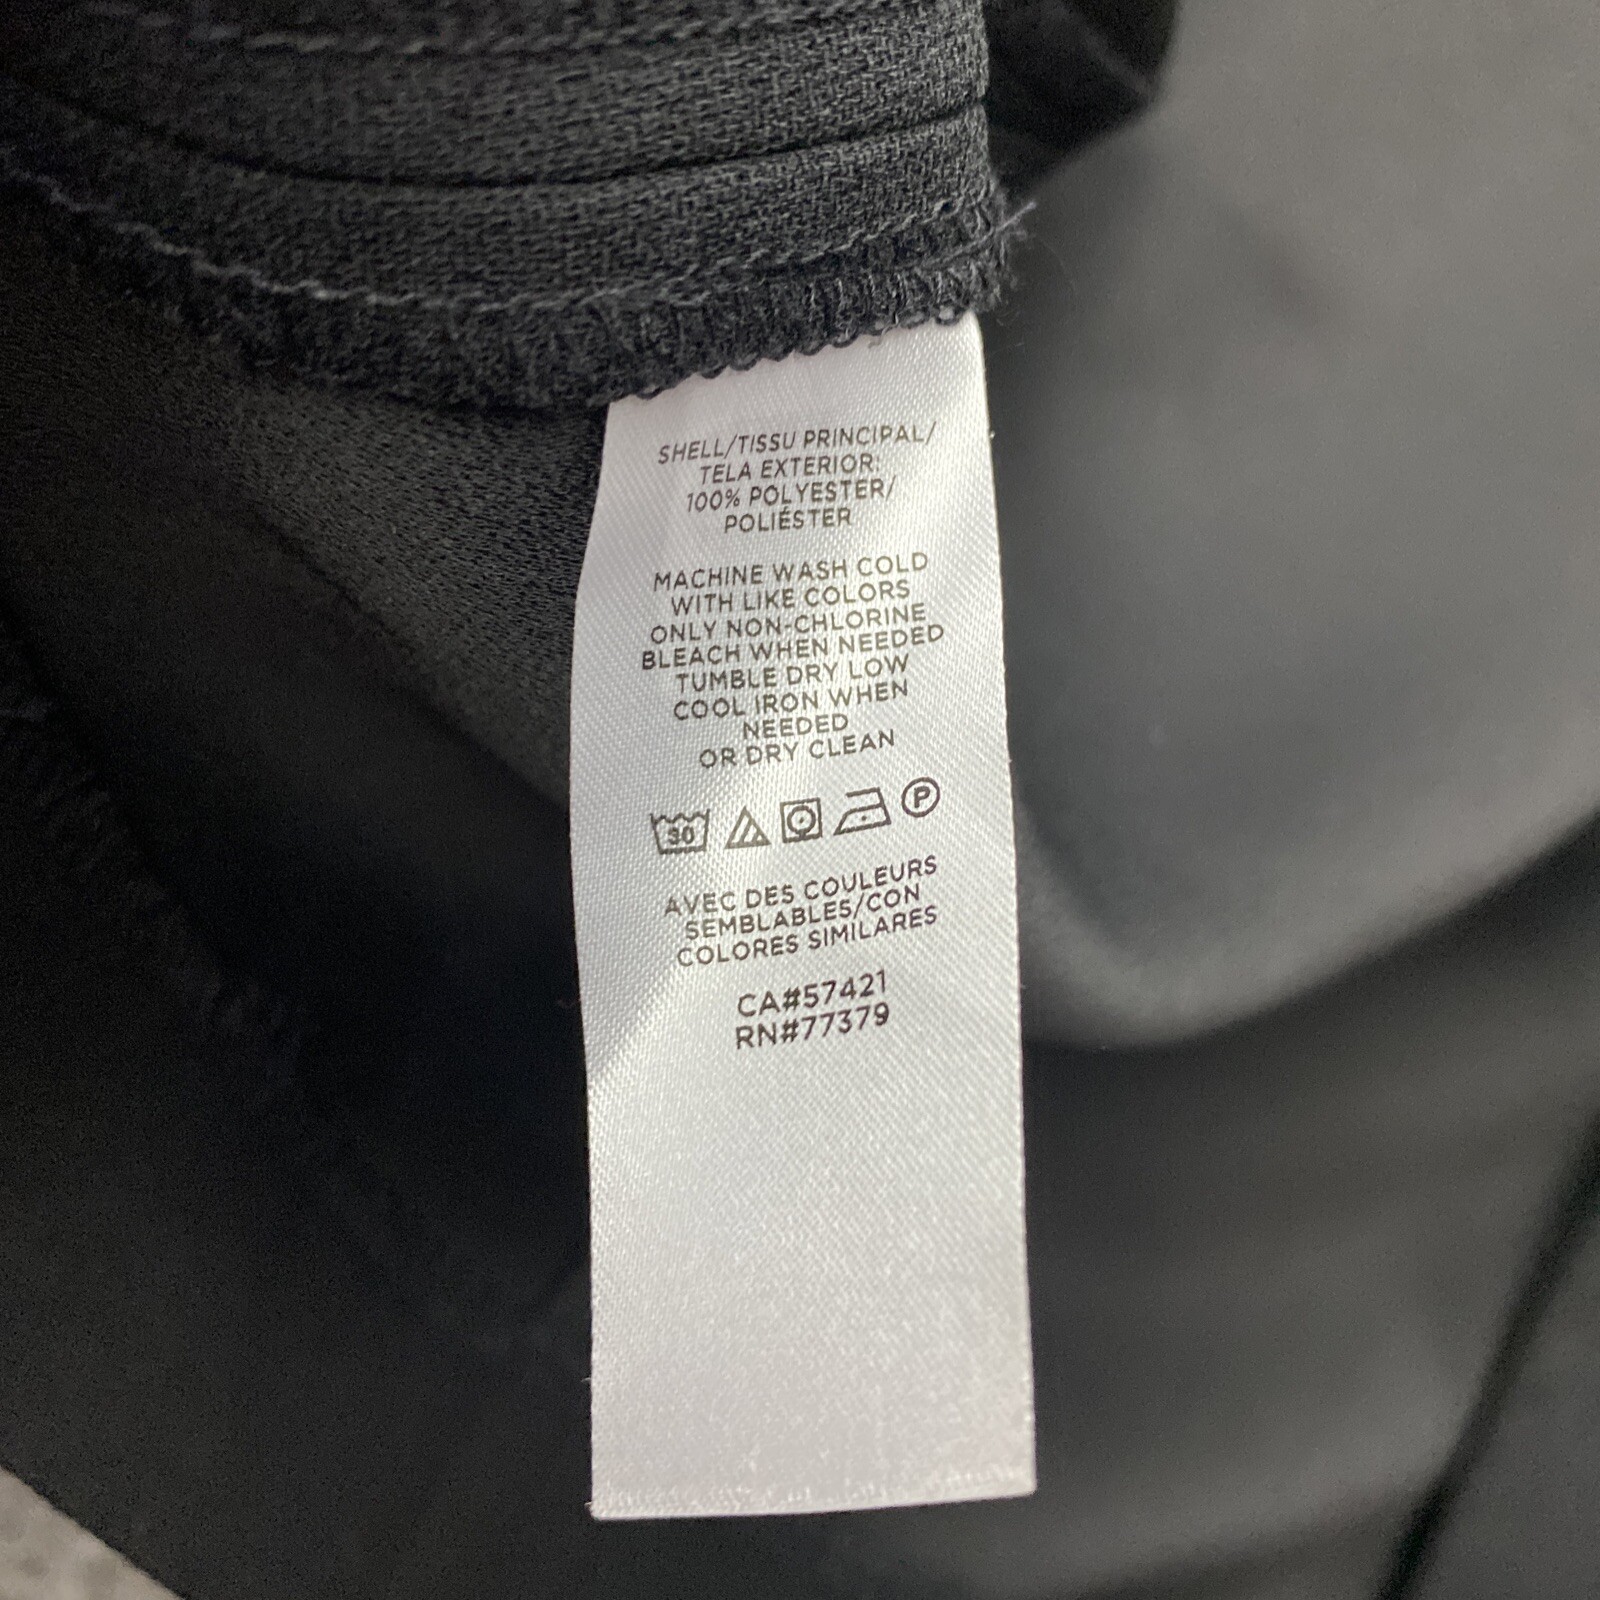 SHELL/TISSU PRINCIPAL/
TELA EXTERIOR:
100% POLYESTER/
POLIÉSTER
MACHINE WASH COLD
WITH LIKE COLORS
ONLY NON-CHLORINE
BLEACH WHEN NEEDED
TUMBLE DRY LOW
COOL IRON WHEN
NEEDED
OR DRY CLEAN
30 P
AVEC DES COULEURS
SEMBLABLES/CON
COLORES SIMILARES
CA#57421
RN#77379